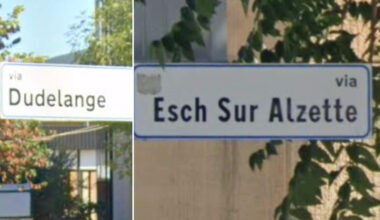 via
Dudelange
via
Esch Sur Alzette